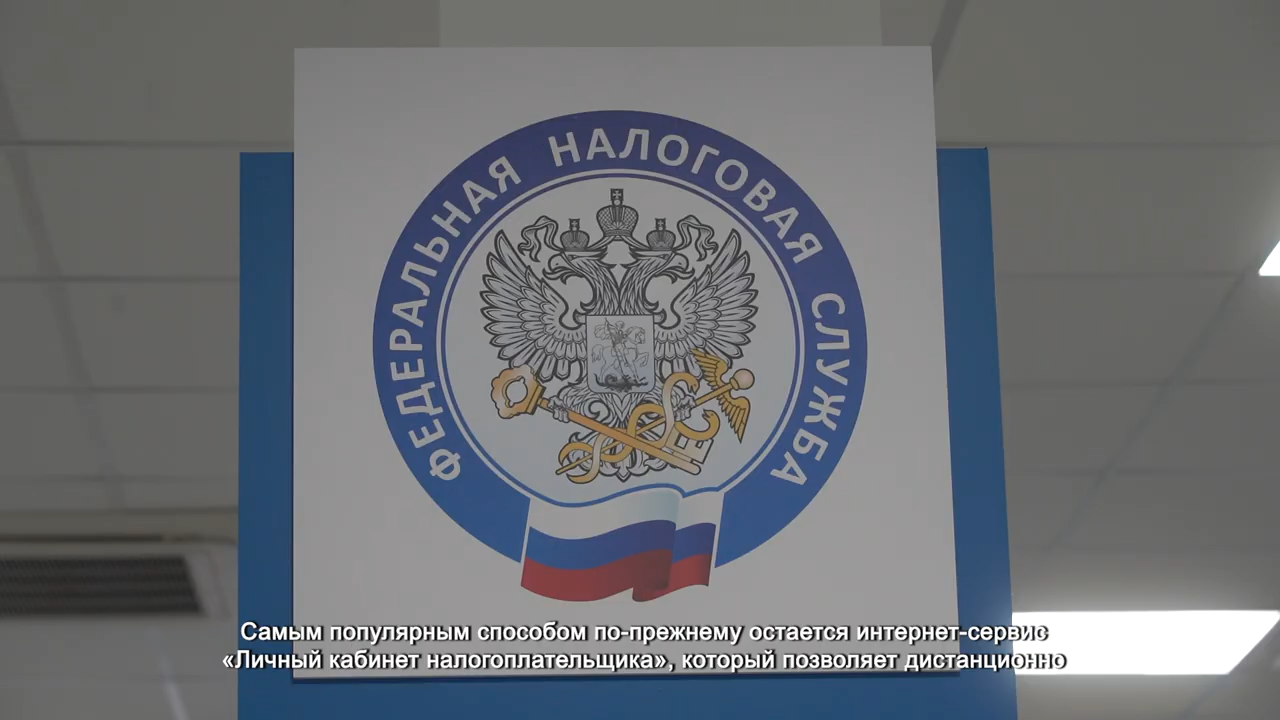 ФЕДЕРАЛЬНАЯ НАЛОГОВАЯ СЛУЖБА
Самым популярным способом по-прежнему остается интернет-сервис
«Личный кабинет налогоплательщика», который позволяет дистанционно